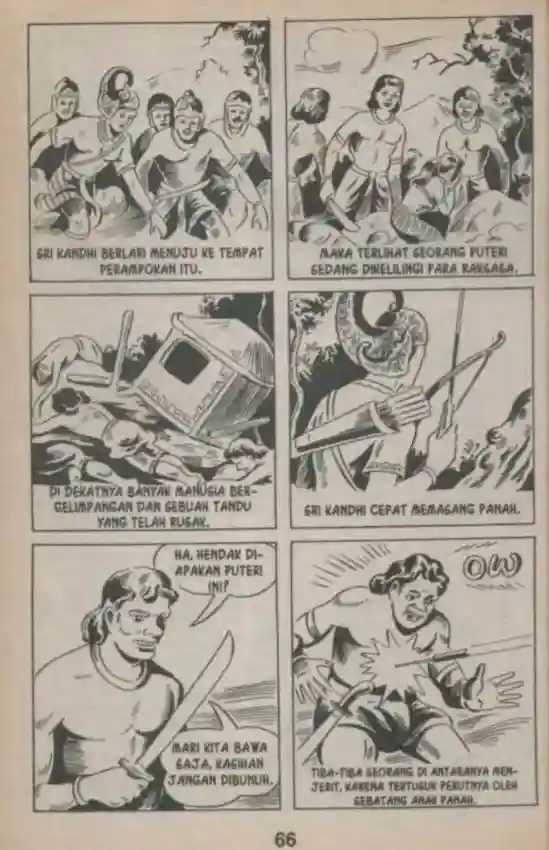 SRI KANDHI BERLARI MENUJU KE TEMPAT
PERAMPOKAN ITU.
MAKA TERLIHAT SEORANG PUTERI
SEDANG DIKELILINGI PARA RAKSASA.
DI DEKATNYA BANYAK MANUSIA BER-
GELIMPANGAN DAN SEBUAH TANDU
YANG TELAH RUSAK.
SRI KANDHI CEPAT MEMASANG PANAH.
HA, HENDAK DI-
APAKAN PUTERI
INI?
MARI KITA BAWA
SAJA, KASIHAN
JANGAN DIBUNUH.
OW
TIBA-TIBA SEORANG DI ANTARANYA MEN-
JERIT, KARENA TERTUSUK PERUTNYA OLEH
SEBATANG ANAK PANAH.
66